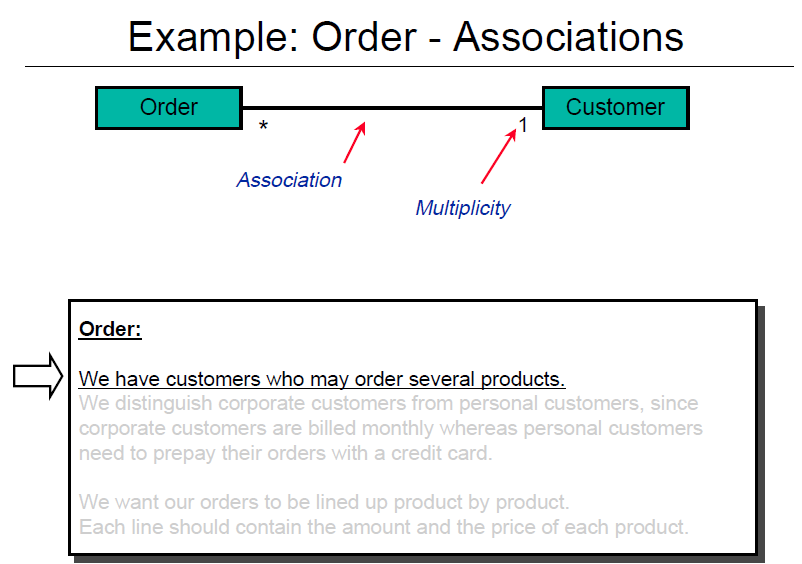 Example: Order - Associations
Order
Customer
*
1
Association
Multiplicity
Order:
We have customers who may order several products.
We distinguish corporate customers from personal customers, since
corporate customers are billed monthly whereas personal customers
need to prepay their orders with a credit card.
We want our orders to be lined up product by product.
Each line should contain the amount and the price of each product.